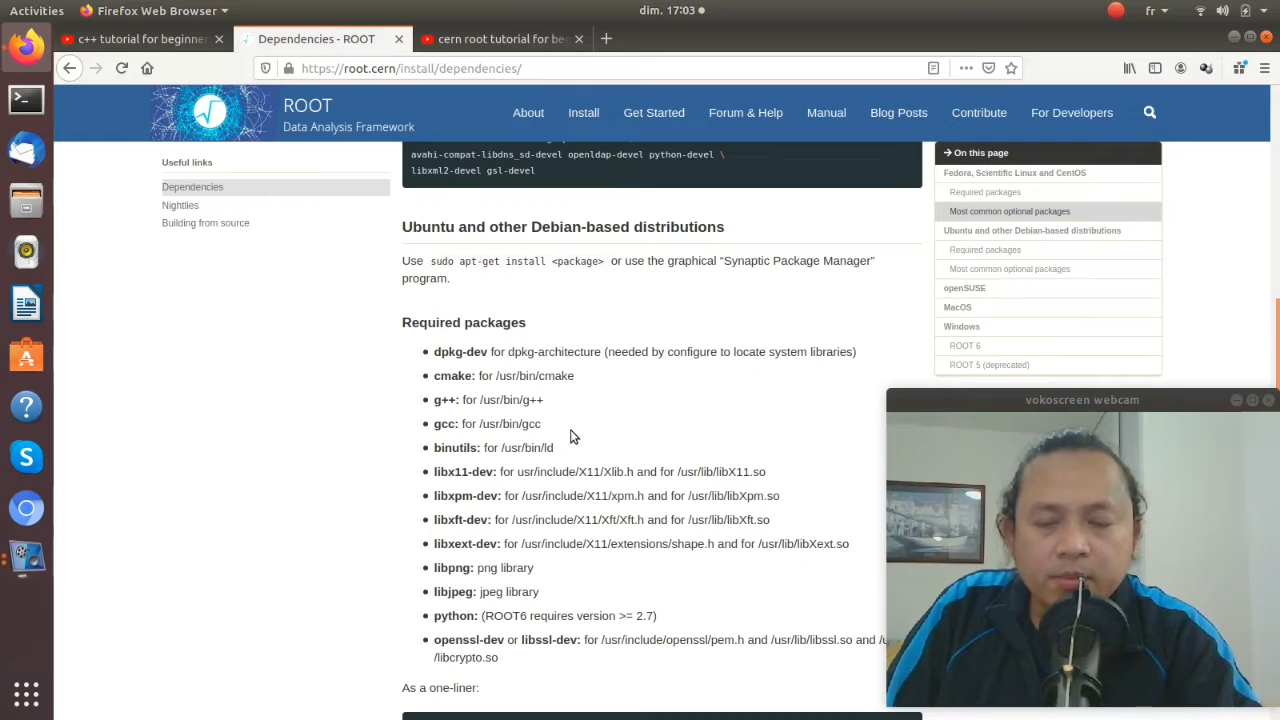 Activities
Firefox Web Browser
dim. 17:03
fr
c++ tutorial for beginner
Dependencies - ROOT
cern root tutorial for be
https://root.cern/install/dependencies/
ROOT
Data Analysis Framework
About
Install
Get Started
Forum & Help
Manual
Blog Posts
Contribute
For Developers
Useful links
Dependencies
Nightlies
Building from source
avahi-compat-libdns_sd-devel openldap-devel python-devel \
libxml2-devel gsl-devel
Ubuntu and other Debian-based distributions
Use sudo apt-get install <package> or use the graphical “Synaptic Package Manager”
program.
Required packages
dpkg-dev for dpkg-architecture (needed by configure to locate system libraries)
cmake: for /usr/bin/cmake
g++: for /usr/bin/g++
gcc: for /usr/bin/gcc
binutils: for /usr/bin/ld
libx11-dev: for usr/include/X11/Xlib.h and for /usr/lib/libX11.so
libxpm-dev: for /usr/include/X11/xpm.h and for /usr/lib/libXpm.so
libxft-dev: for /usr/include/X11/Xft/Xft.h and for /usr/lib/libXft.so
libxext-dev: for /usr/include/X11/extensions/shape.h and for /usr/lib/libXext.so
libpng: png library
libjpeg: jpeg library
python: (ROOT6 requires version >= 2.7)
openssl-dev or libssl-dev: for /usr/include/openssl/pem.h and /usr/lib/libssl.so and /u
/libcrypto.so
As a one-liner:
On this page
Fedora, Scientific Linux and CentOS
Required packages
Most common optional packages
Ubuntu and other Debian-based distributions
Required packages
Most common optional packages
openSUSE
MacOS
Windows
ROOT 6
ROOT 5 (deprecated)
vokoscreen webcam